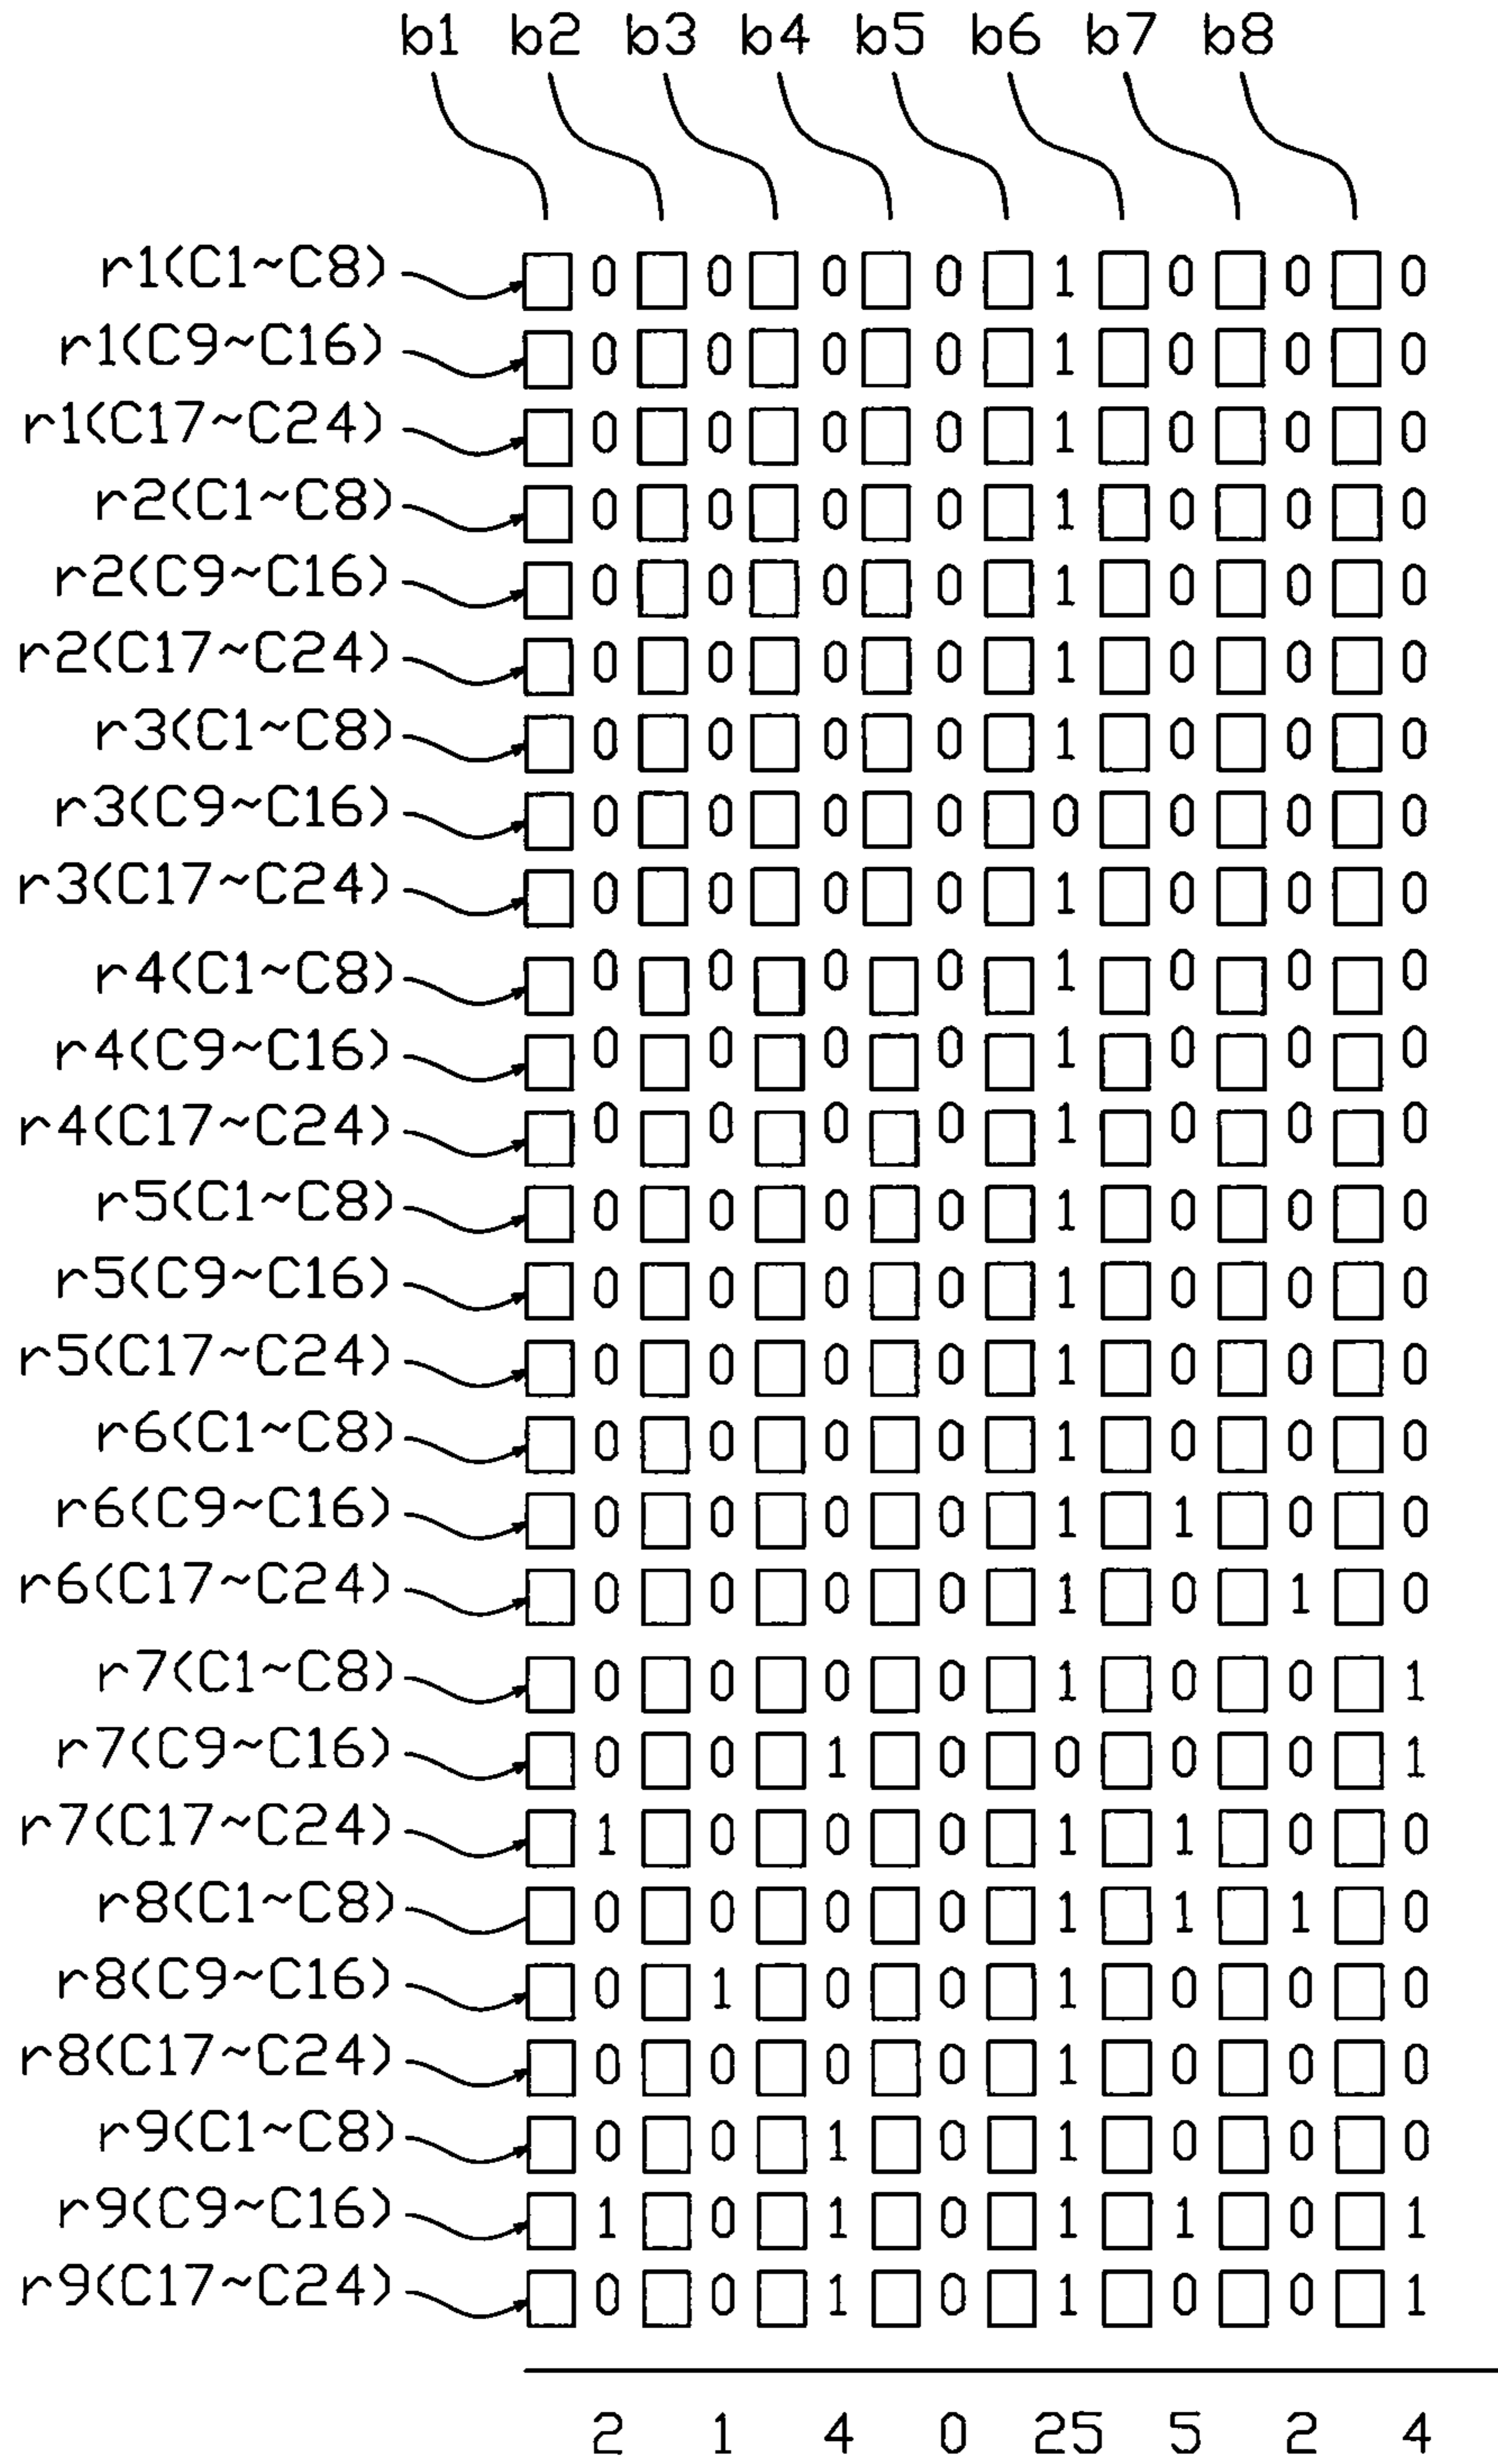 b1 b2 b3 b4 b5 b6 b7 b8
r1(C1~C8) 0 0 0 0 1 0 0 0
r1(C9~C16) 0 0 0 0 1 0 0 0
r1(C17~C24) 0 0 0 0 1 0 0 0
r2(C1~C8) 0 0 0 0 1 0 0 0
r2(C9~C16) 0 0 0 0 1 0 0 0
r2(C17~C24) 0 0 0 0 1 0 0 0
r3(C1~C8) 0 0 0 0 1 0 0 0
r3(C9~C16) 0 0 0 0 0 0 0 0
r3(C17~C24) 0 0 0 0 1 0 0 0
r4(C1~C8) 0 0 0 0 1 0 0 0
r4(C9~C16) 0 0 0 0 1 0 0 0
r4(C17~C24) 0 0 0 0 1 0 0 0
r5(C1~C8) 0 0 0 0 1 0 0 0
r5(C9~C16) 0 0 0 0 1 0 0 0
r5(C17~C24) 0 0 0 0 1 0 0 0
r6(C1~C8) 0 0 0 0 1 0 0 0
r6(C9~C16) 0 0 0 0 1 1 0 0
r6(C17~C24) 0 0 0 0 1 0 1 0
r7(C1~C8) 0 0 0 0 1 0 0 1
r7(C9~C16) 0 0 1 0 0 0 0 1
r7(C17~C24) 1 0 0 0 1 1 0 0
r8(C1~C8) 0 0 0 0 1 1 1 0
r8(C9~C16) 0 1 0 0 1 0 0 0
r8(C17~C24) 0 0 0 0 1 0 0 0
r9(C1~C8) 0 0 1 0 1 0 0 0
r9(C9~C16) 1 0 1 0 1 1 0 1
r9(C17~C24) 0 0 1 0 1 0 0 1
2 1 4 0 25 5 2 4